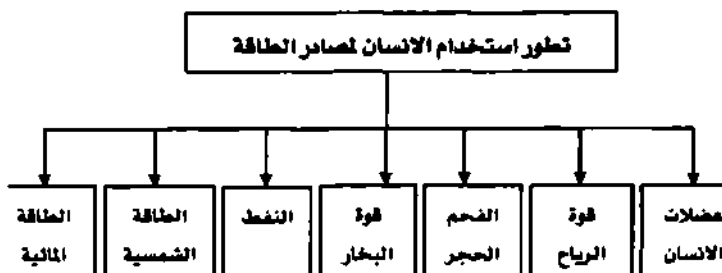 تطور استخدام الانسان لمصادر الطاقة
عضلات الانسان
قوة الرياح
الفحم الحجر
قوة البخار
النفط
الطاقة الشمسية
الطاقة المائية